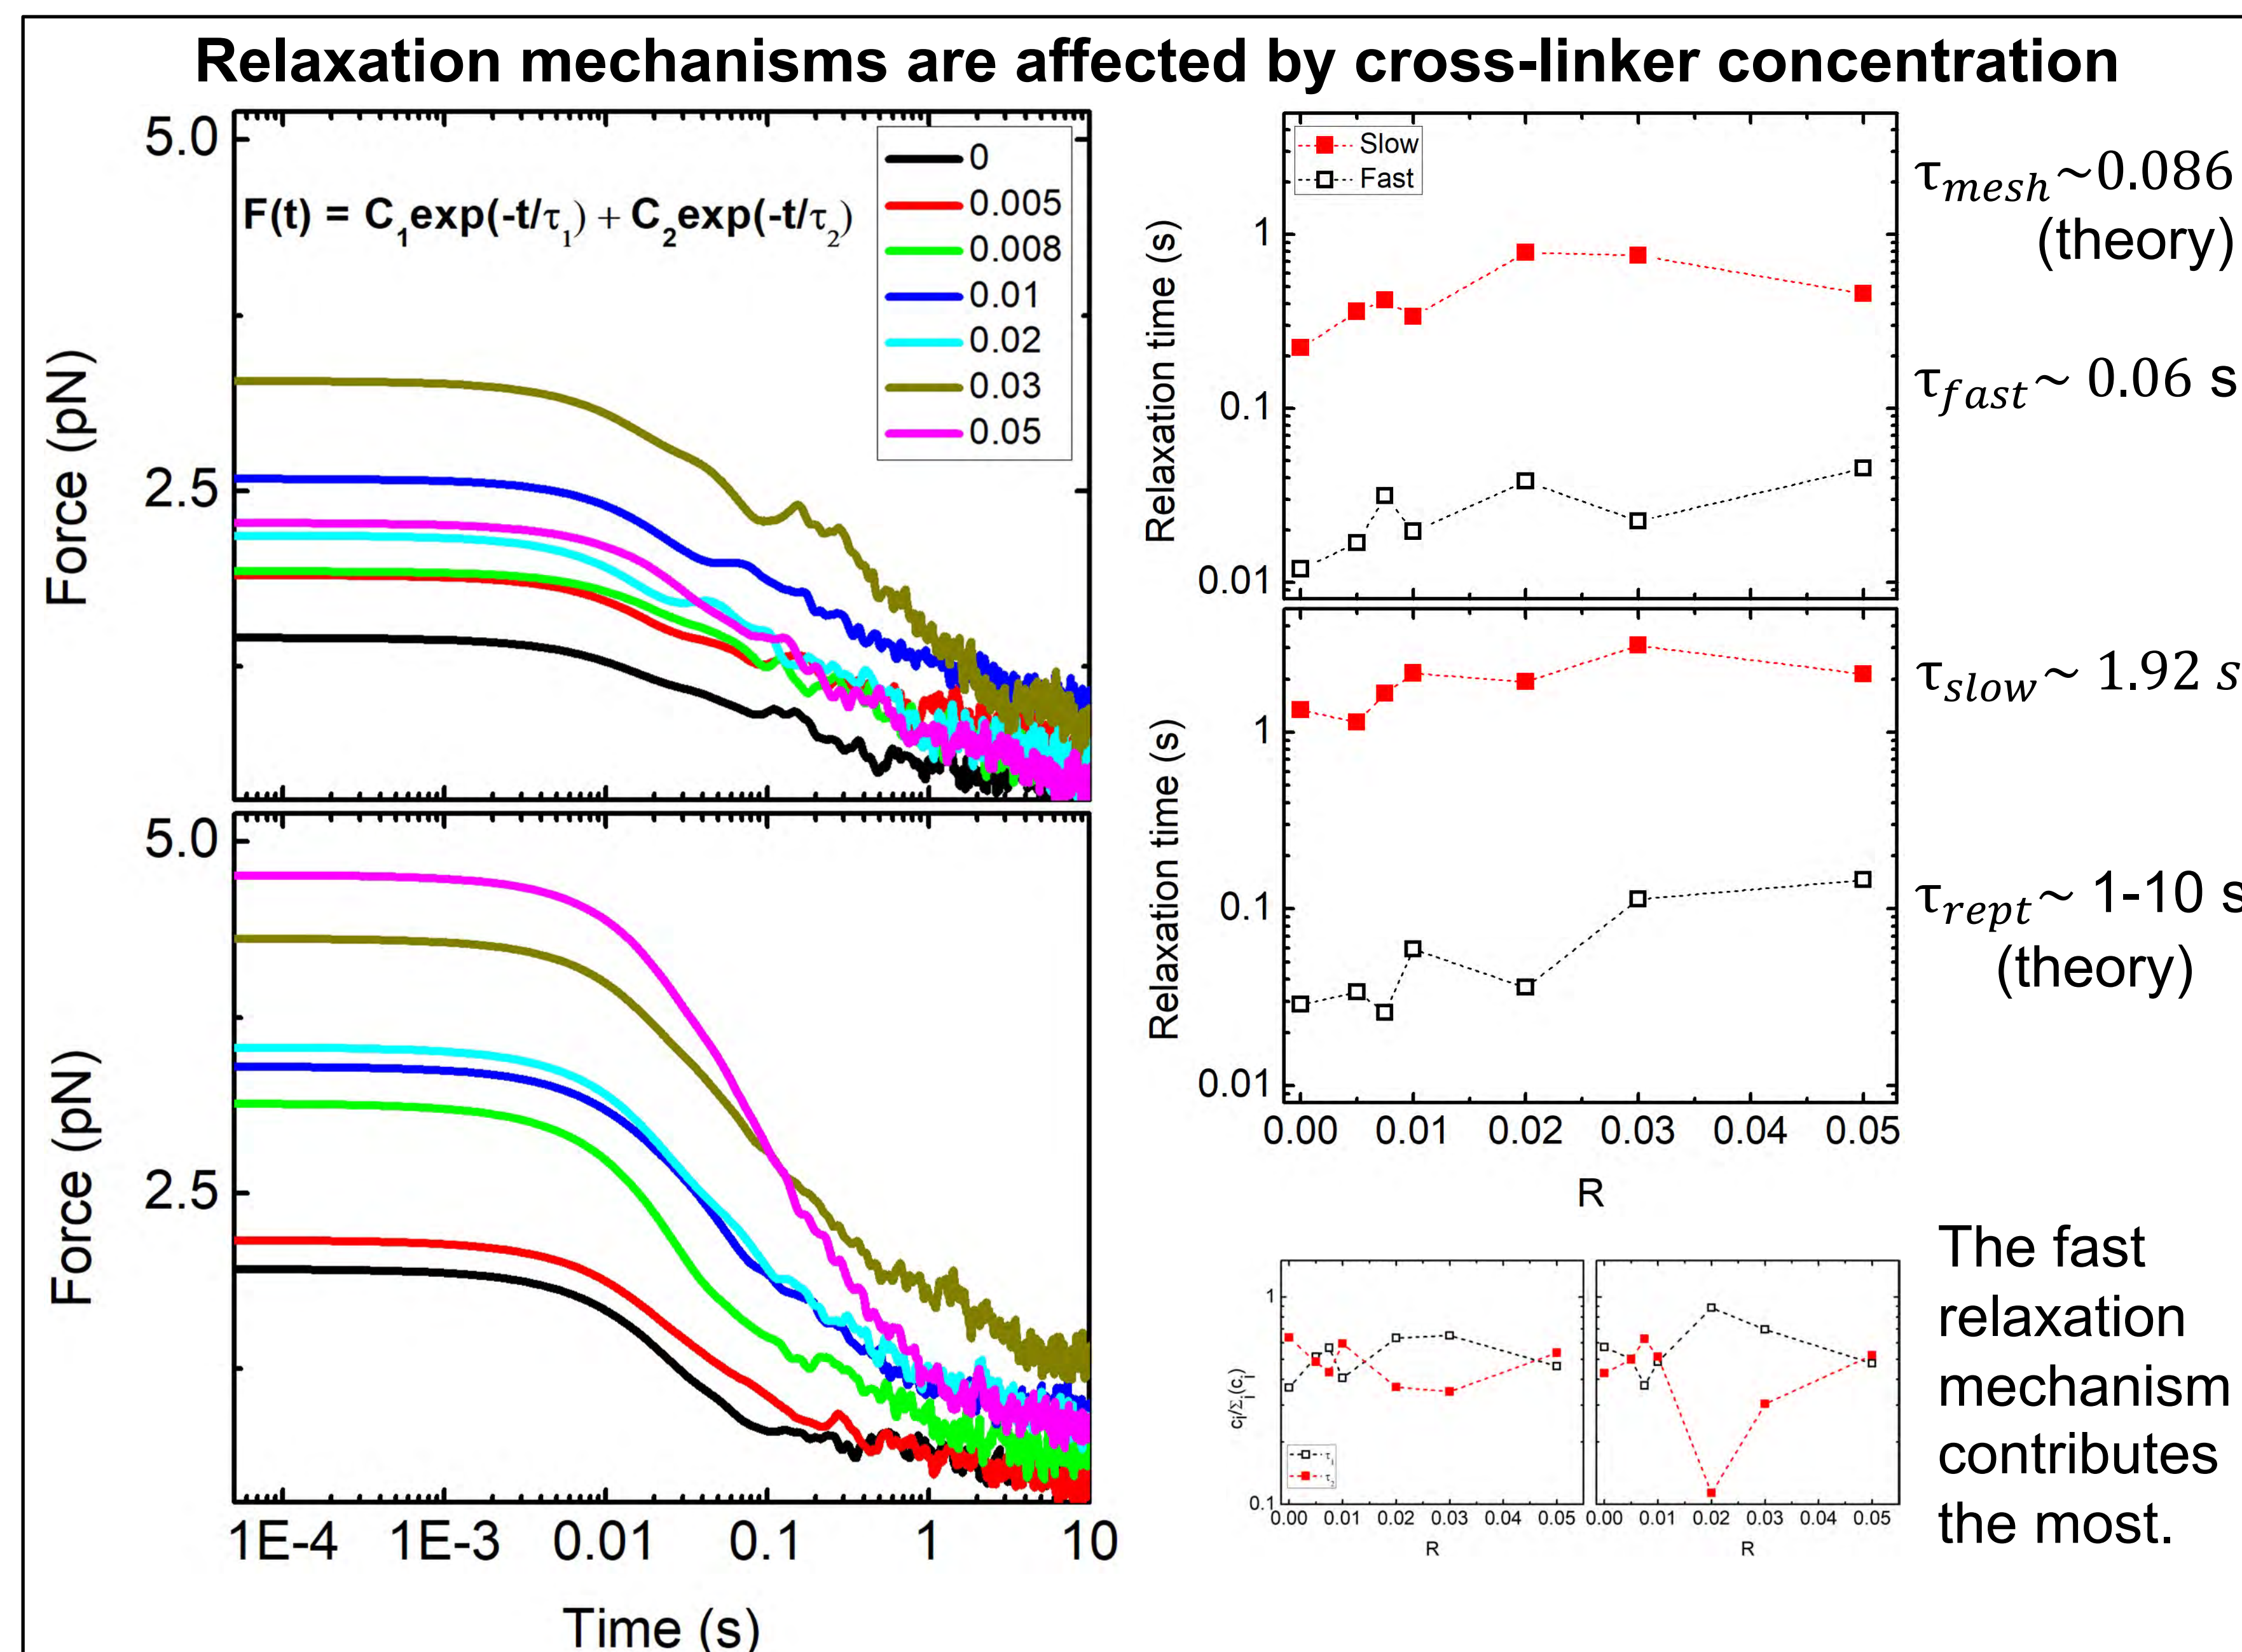 Relaxation mechanisms are affected by cross-linker concentration
5.0
2.5
Force (pN)
F(t) = C₁exp(-t/τ₁) + C₂exp(-t/τ₂)
0
0.005
0.008
0.01
0.02
0.03
0.05
5.0
2.5
Force (pN)
1E-4 1E-3 0.01 0.1 1 10
Time (s)
Slow
Fast
1
0.1
0.01
Relaxation time (s)
1
0.1
0.01
Relaxation time (s)
0.00 0.01 0.02 0.03 0.04 0.05
R
τmesh~0.086
(theory)
τfast~ 0.06 s
τslow~ 1.92 s
τrept~ 1-10 s
(theory)
1
0.1
cᵢ/Σᵢ(cᵢ)
τ₁
τ₂
0.00 0.01 0.02 0.03 0.04 0.05
R
0.00 0.01 0.02 0.03 0.04 0.05
R
The fast
relaxation
mechanism
contributes
the most.